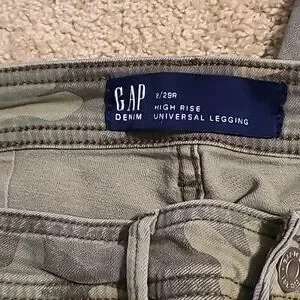 GAP 8/29R
DENIM HIGH RISE
UNIVERSAL LEGGING